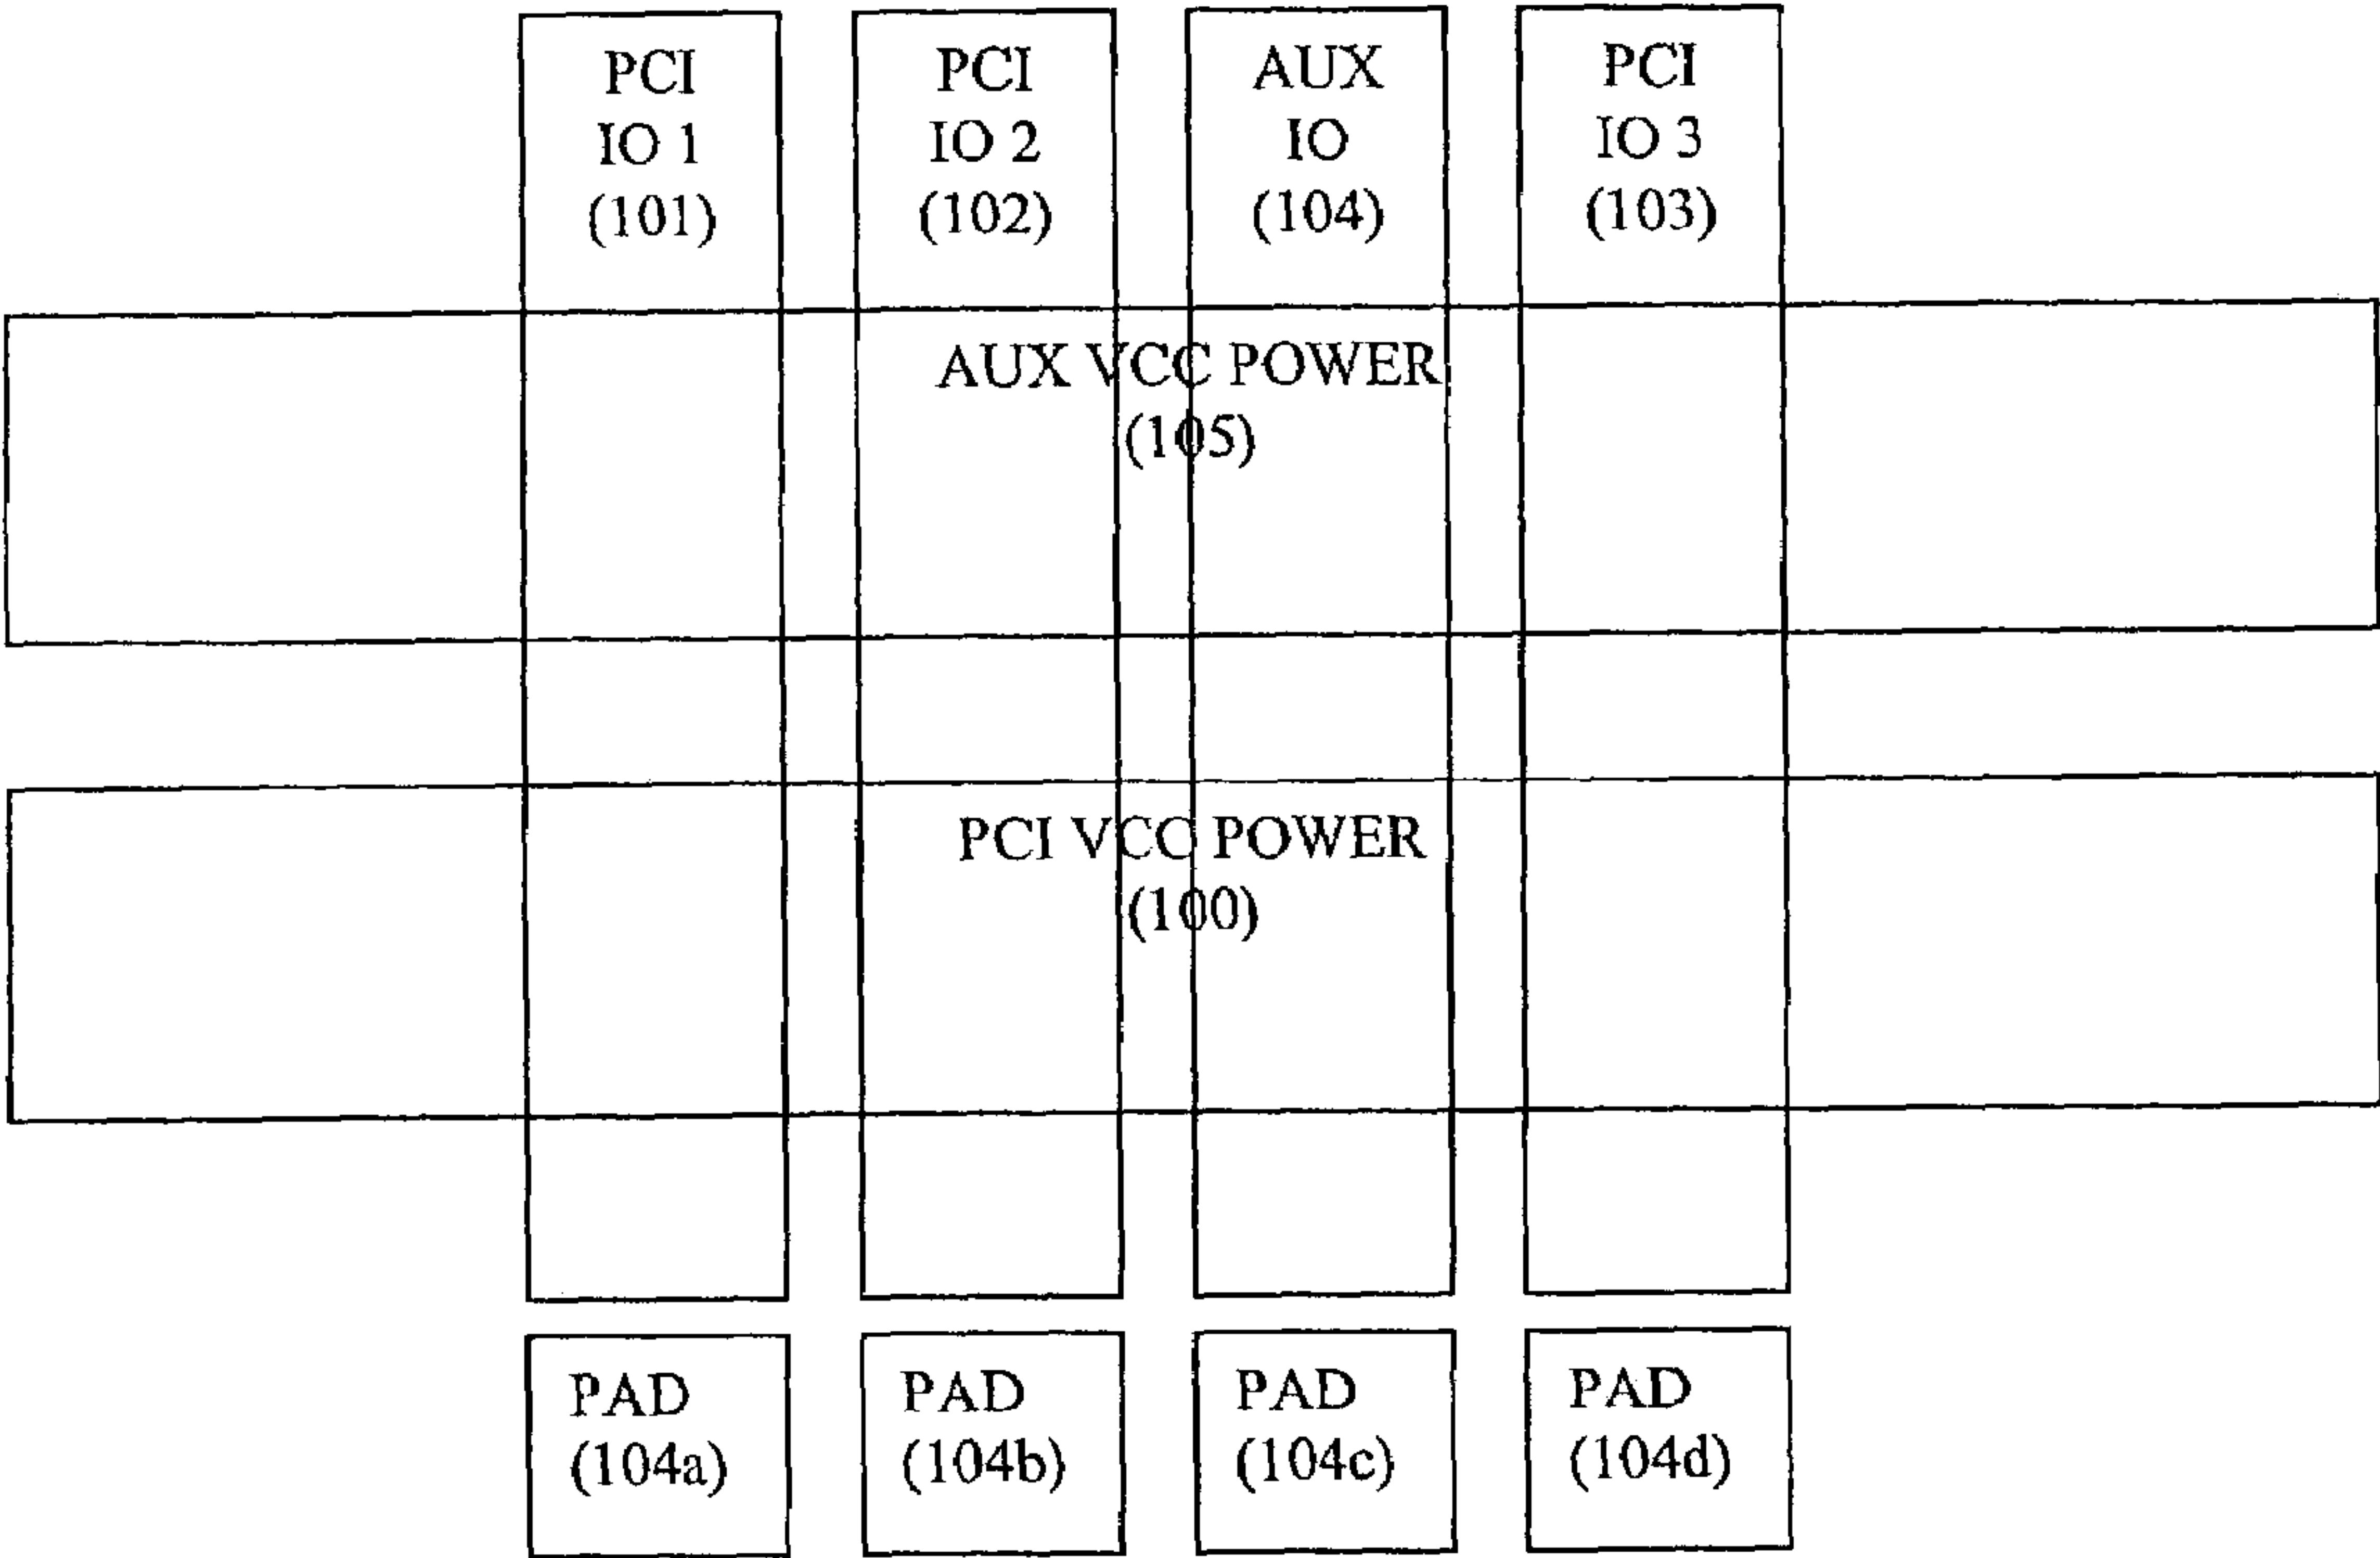 PCI
IO 1
(101)
PCI
IO 2
(102)
AUX
IO
(104)
PCI
IO 3
(103)
AUX VCC POWER
(105)
PCI VCC POWER
(100)
PAD
(104a)
PAD
(104b)
PAD
(104c)
PAD
(104d)